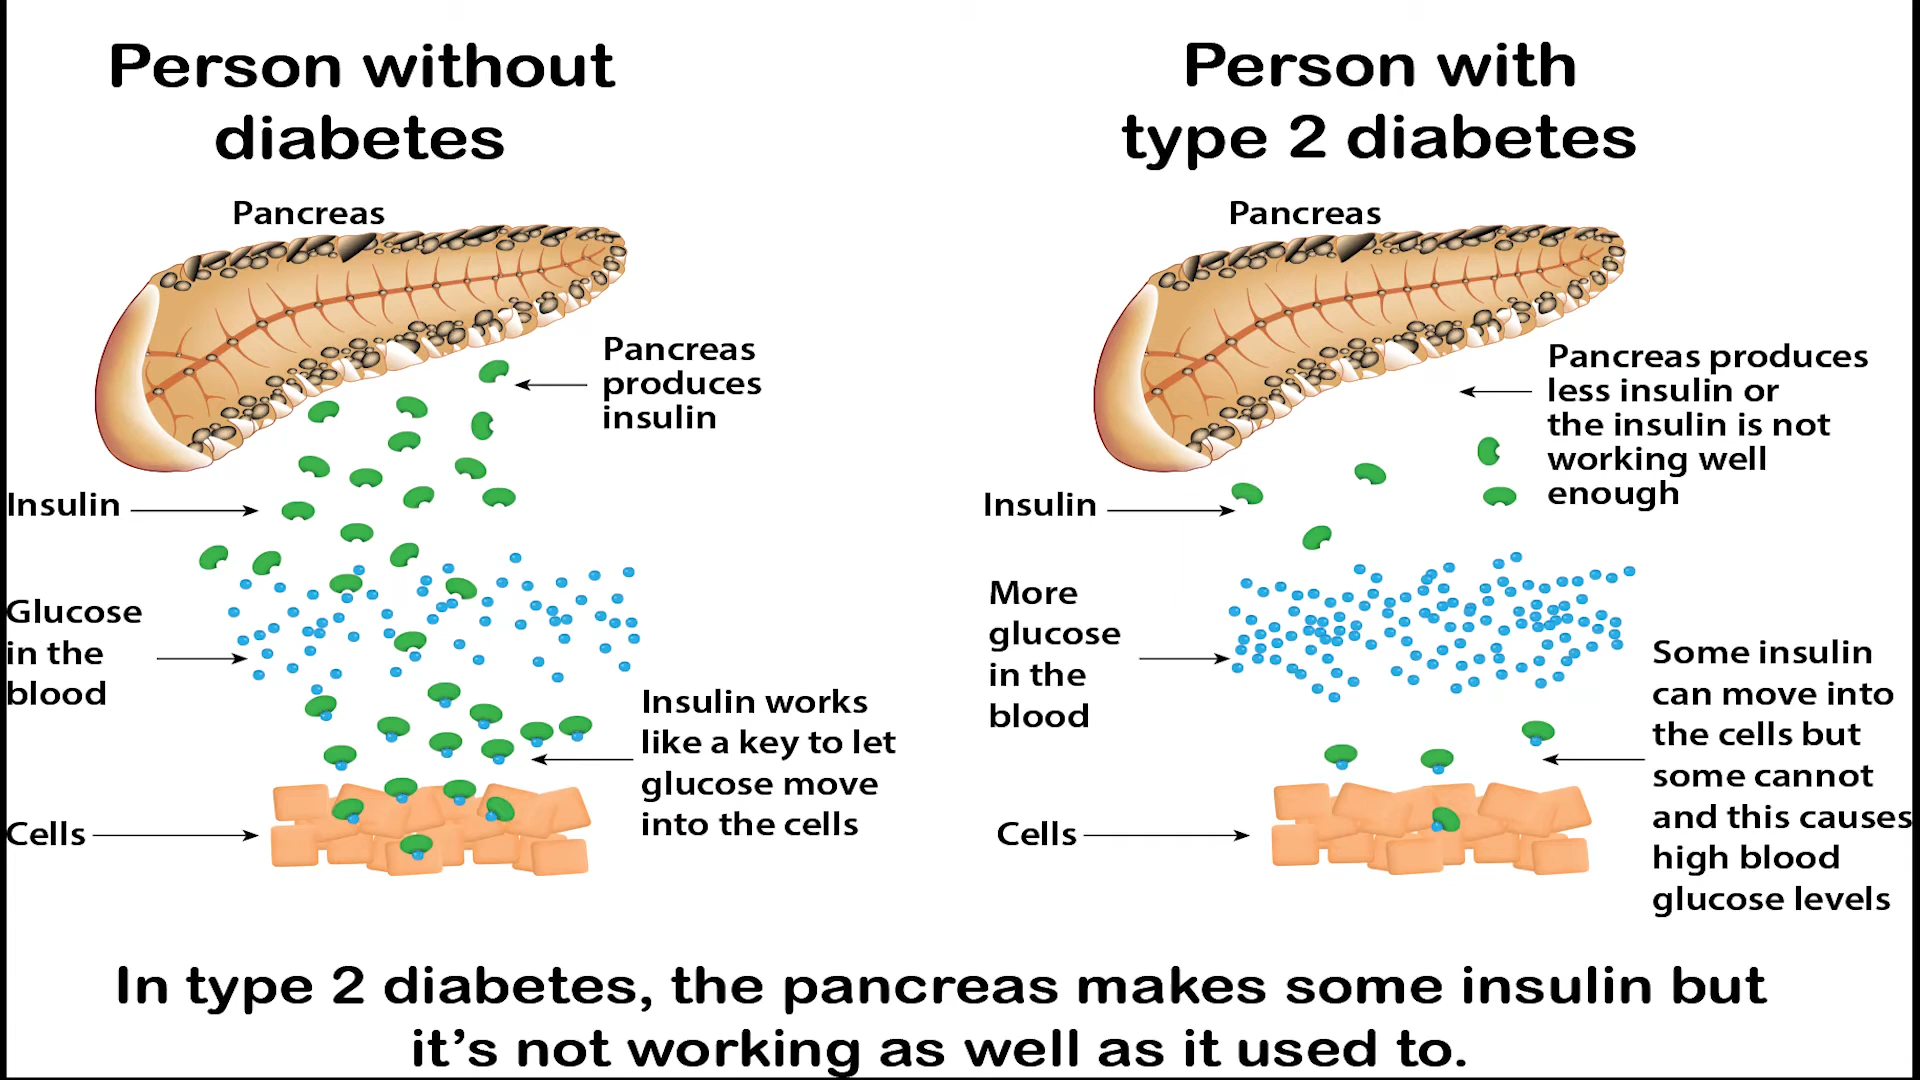 Person without
diabetes
Pancreas
Pancreas
produces
insulin
Insulin
Glucose
in the
blood
Insulin works
like a key to let
glucose move
into the cells
Cells
Person with
type 2 diabetes
Pancreas
Pancreas produces
less insulin or
the insulin is not
working well
enough
Insulin
More
glucose
in the
blood
Some insulin
can move into
the cells but
some cannot
and this causes
high blood
glucose levels
Cells
In type 2 diabetes, the pancreas makes some insulin but
it’s not working as well as it used to.